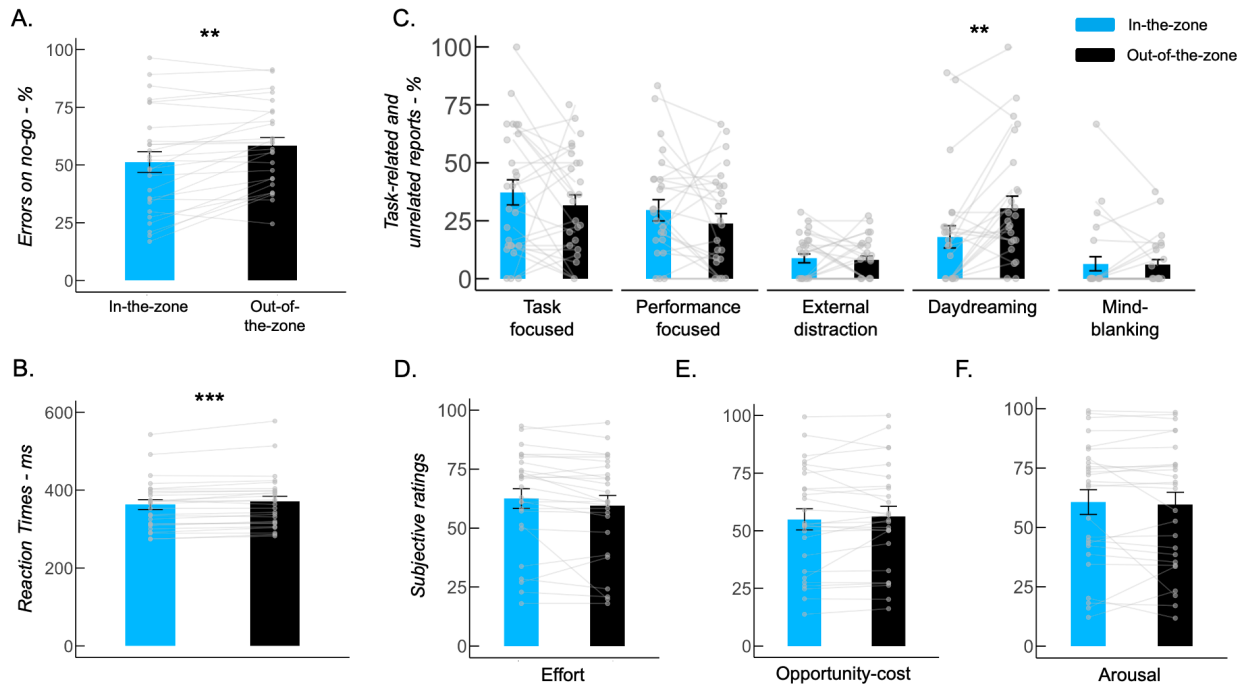 A.
**
Errors on no-go - %
100
75
50
25
0
In-the-zone
Out-of-
the-zone
C.
**
In-the-zone
Out-of-the-zone
Task-related and
unrelated reports - %
100
75
50
25
0
Task
focused
Performance
focused
External
distraction
Daydreaming
Mind-
blanking
B.
***
Reaction Times - ms
600
400
200
0
D.
Subjective ratings
100
75
50
25
0
Effort
E.
100
75
50
25
0
Opportunity-cost
F.
100
75
50
25
0
Arousal